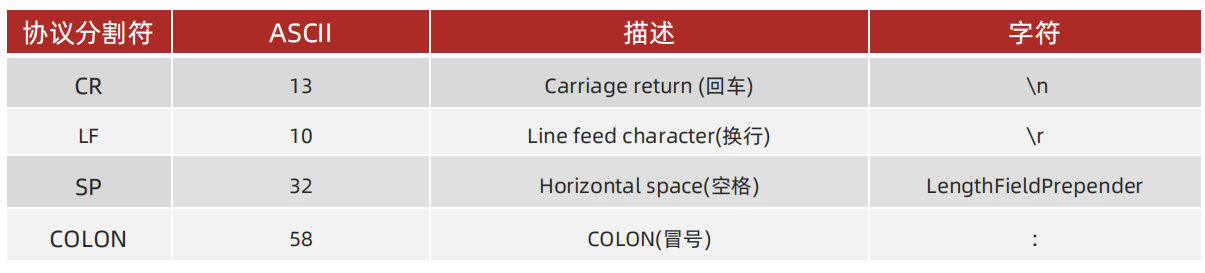 协议分割符 ASCII 描述 字符
CR 13 Carriage return (回车) \n
LF 10 Line feed character(换行) \r
SP 32 Horizontal space(空格) LengthFieldPrepender
COLON 58 COLON(冒号) :